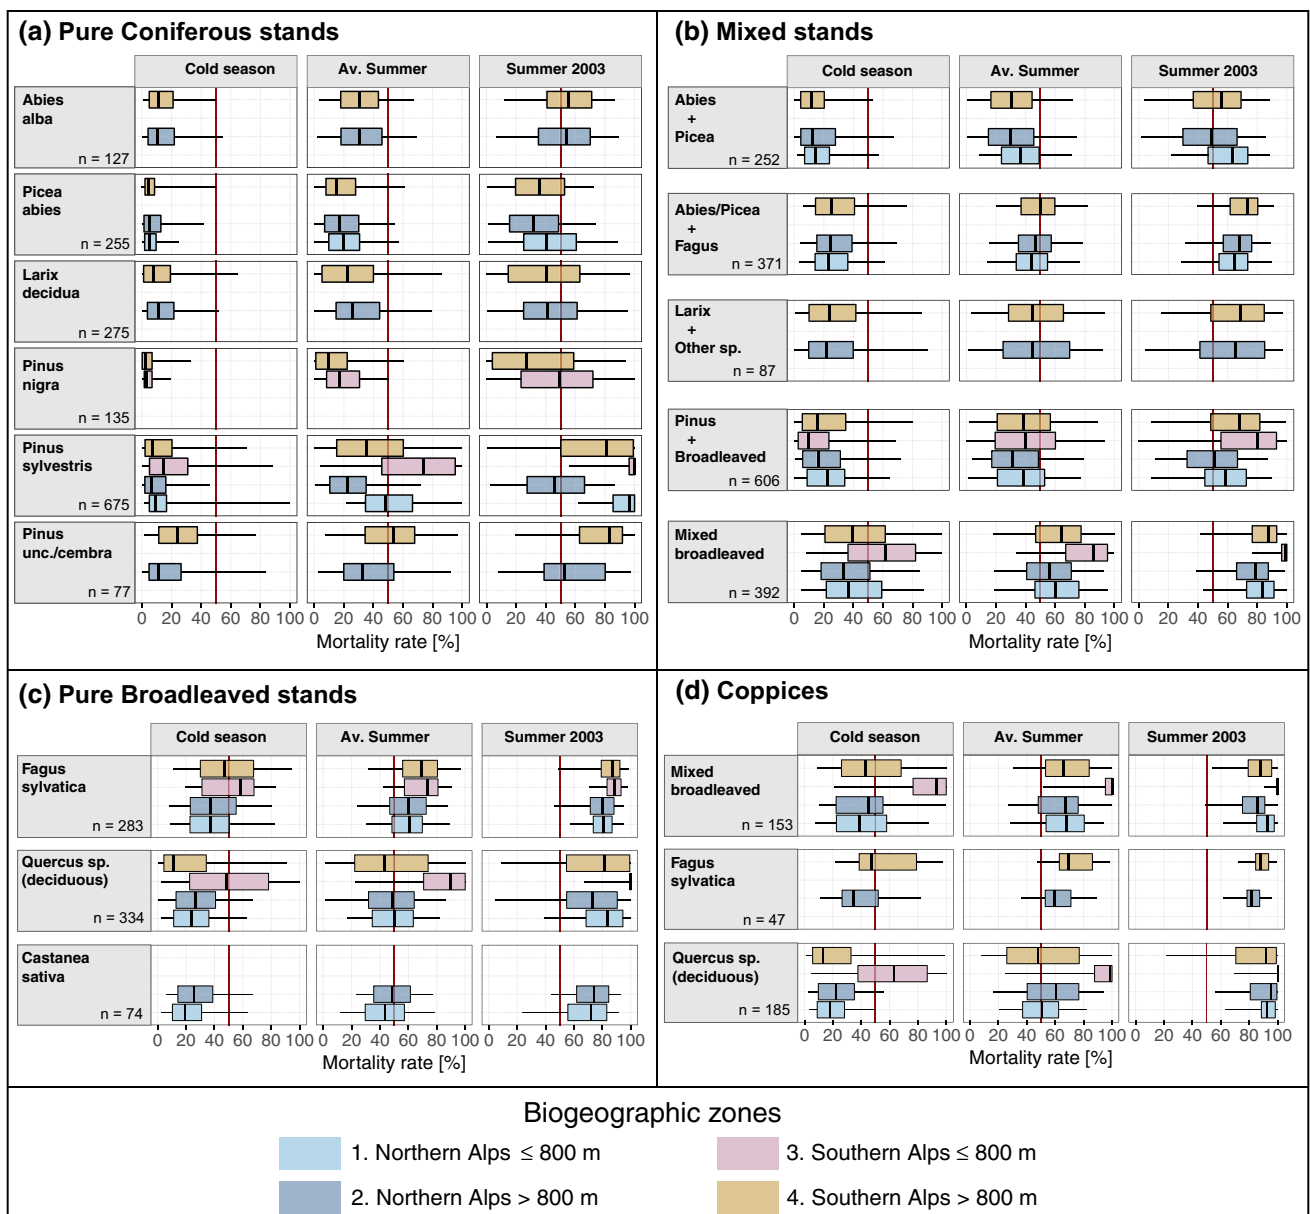 (a) Pure Coniferous stands
Cold season
Av. Summer
Summer 2003
Abies
alba
n = 127
Picea
abies
n = 255
Larix
decidua
n = 275
Pinus
nigra
n = 135
Pinus
sylvestris
n = 675
Pinus
unc./cembra
n = 77
0 20 40 60 80 100
0 20 40 60 80 100
0 20 40 60 80 100
Mortality rate [%]
(b) Mixed stands
Cold season
Av. Summer
Summer 2003
Abies
+
Picea
n = 252
Abies/Picea
+
Fagus
n = 371
Larix
+
Other sp.
n = 87
Pinus
+
Broadleaved
n = 606
Mixed
broadleaved
n = 392
0 20 40 60 80 100
0 20 40 60 80 100
0 20 40 60 80 100
Mortality rate [%]
(c) Pure Broadleaved stands
Cold season
Av. Summer
Summer 2003
Fagus
sylvatica
n = 283
Quercus sp.
(deciduous)
n = 334
Castanea
sativa
n = 74
0 20 40 60 80 100
0 20 40 60 80 100
0 20 40 60 80 100
Mortality rate [%]
(d) Coppices
Cold season
Av. Summer
Summer 2003
Mixed
broadleaved
n = 153
Fagus
sylvatica
n = 47
Quercus sp.
(deciduous)
n = 185
0 20 40 60 80 100
0 20 40 60 80 100
0 20 40 60 80 100
Mortality rate [%]
Biogeographic zones
1. Northern Alps ≤ 800 m
3. Southern Alps ≤ 800 m
2. Northern Alps > 800 m
4. Southern Alps > 800 m